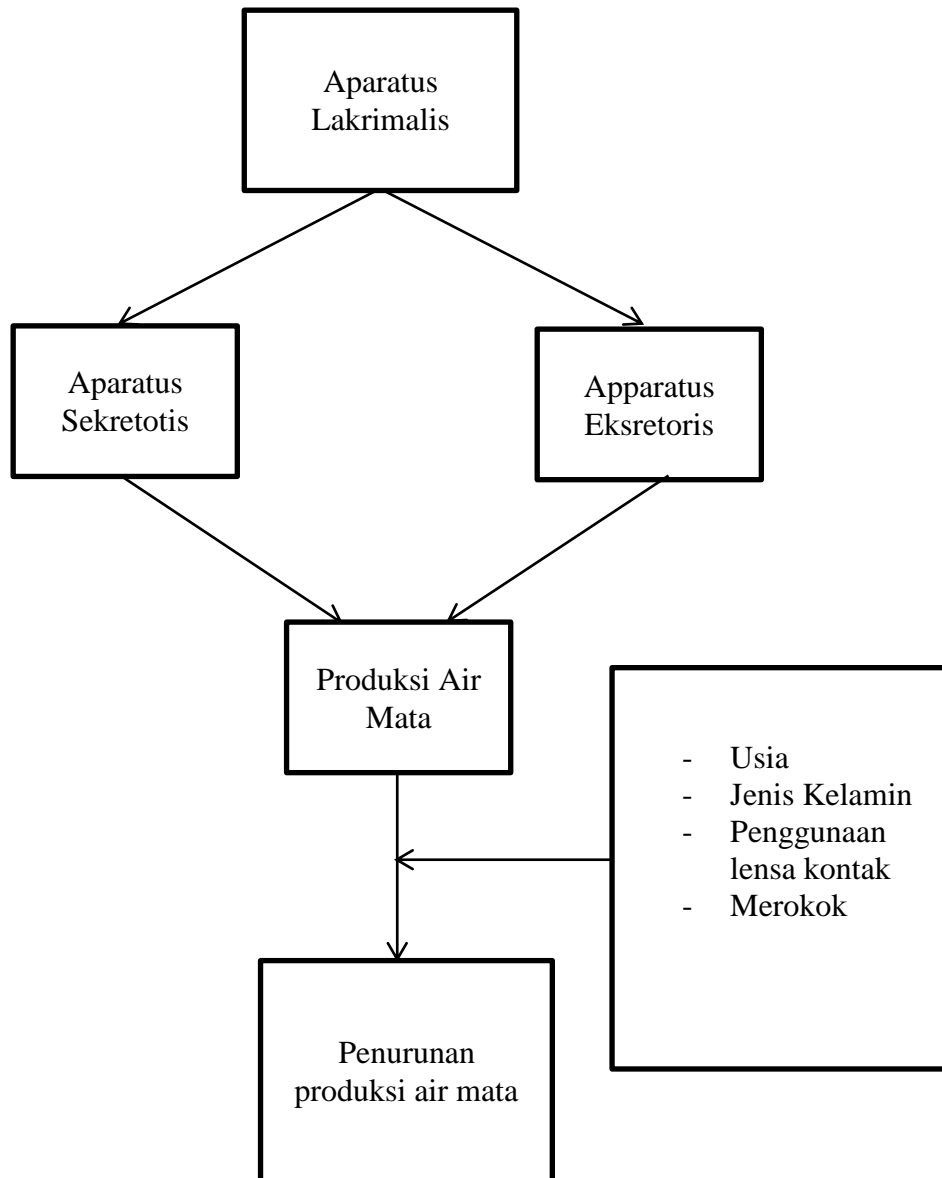 Aparatus
Lakrimalis
Aparatus
Sekretotis
Apparatus
Eksretoris
Produksi Air
Mata
- Usia
- Jenis Kelamin
- Penggunaan
lensa kontak
- Merokok
Penurunan
produksi air mata